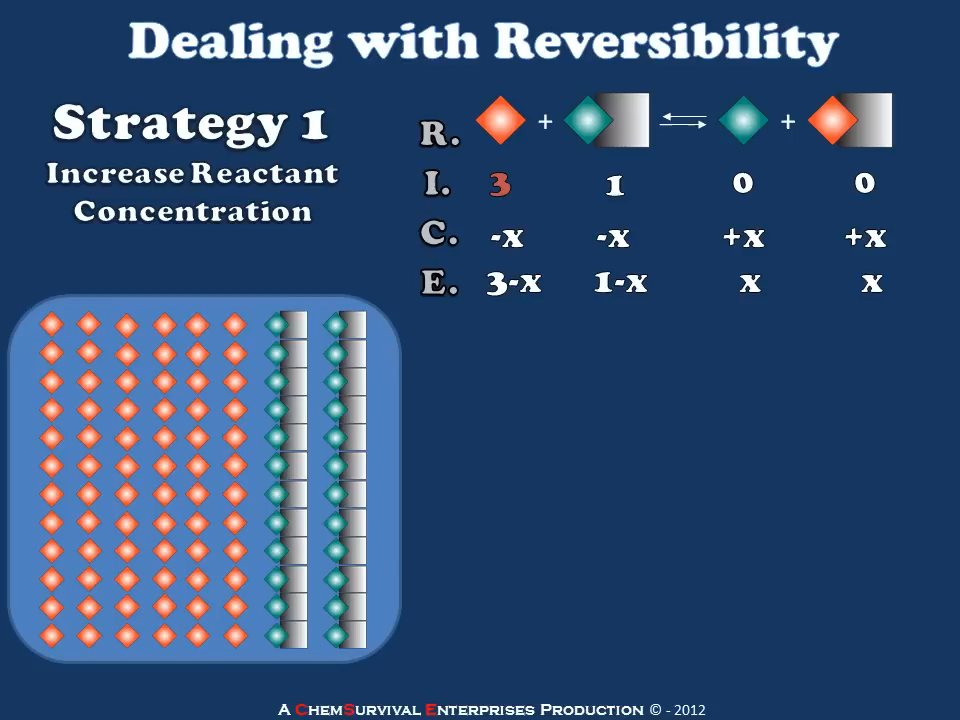 Dealing with Reversibility
Strategy 1
Increase Reactant
Concentration
R. + ⇌ +
I. 3 1 0 0
C. -x -x +x +x
E. 3-x 1-x x x
A ChemSurvival Enterprises Production © - 2012